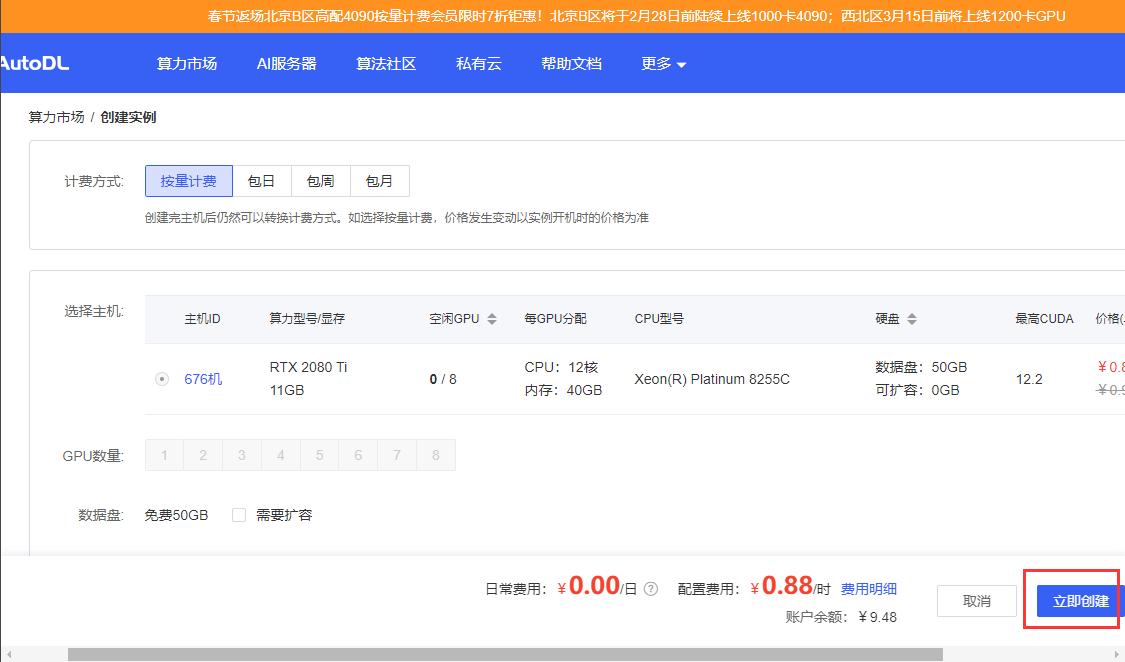 春节返场北京B区高配4090按量计费会员限时7折钜惠！北京B区将于2月28日前陆续上线1000卡4090；西北区3月15日前将上线1200卡GPU
AutoDL 算力市场 AI服务器 算法社区 私有云 帮助文档 更多
算力市场 / 创建实例
计费方式: 按量计费 包日 包周 包月
创建完主机后仍然可以转换计费方式。如选择按量计费，价格发生变动以实例开机时的价格为准
选择主机: 主机ID 算力型号/显存 空闲GPU 每GPU分配 CPU型号 硬盘 最高CUDA 价格(
676机 RTX 2080 Ti 0 / 8 CPU：12核 Xeon(R) Platinum 8255C 数据盘：50GB 12.2 ￥0.8
11GB 内存：40GB 可扩容：0GB ￥0.9
GPU数量: 1 2 3 4 5 6 7 8
数据盘: 免费50GB 需要扩容
日常费用：￥0.00/日 ? 配置费用：￥0.88/时 费用明细
账户余额：￥9.48
取消 立即创建